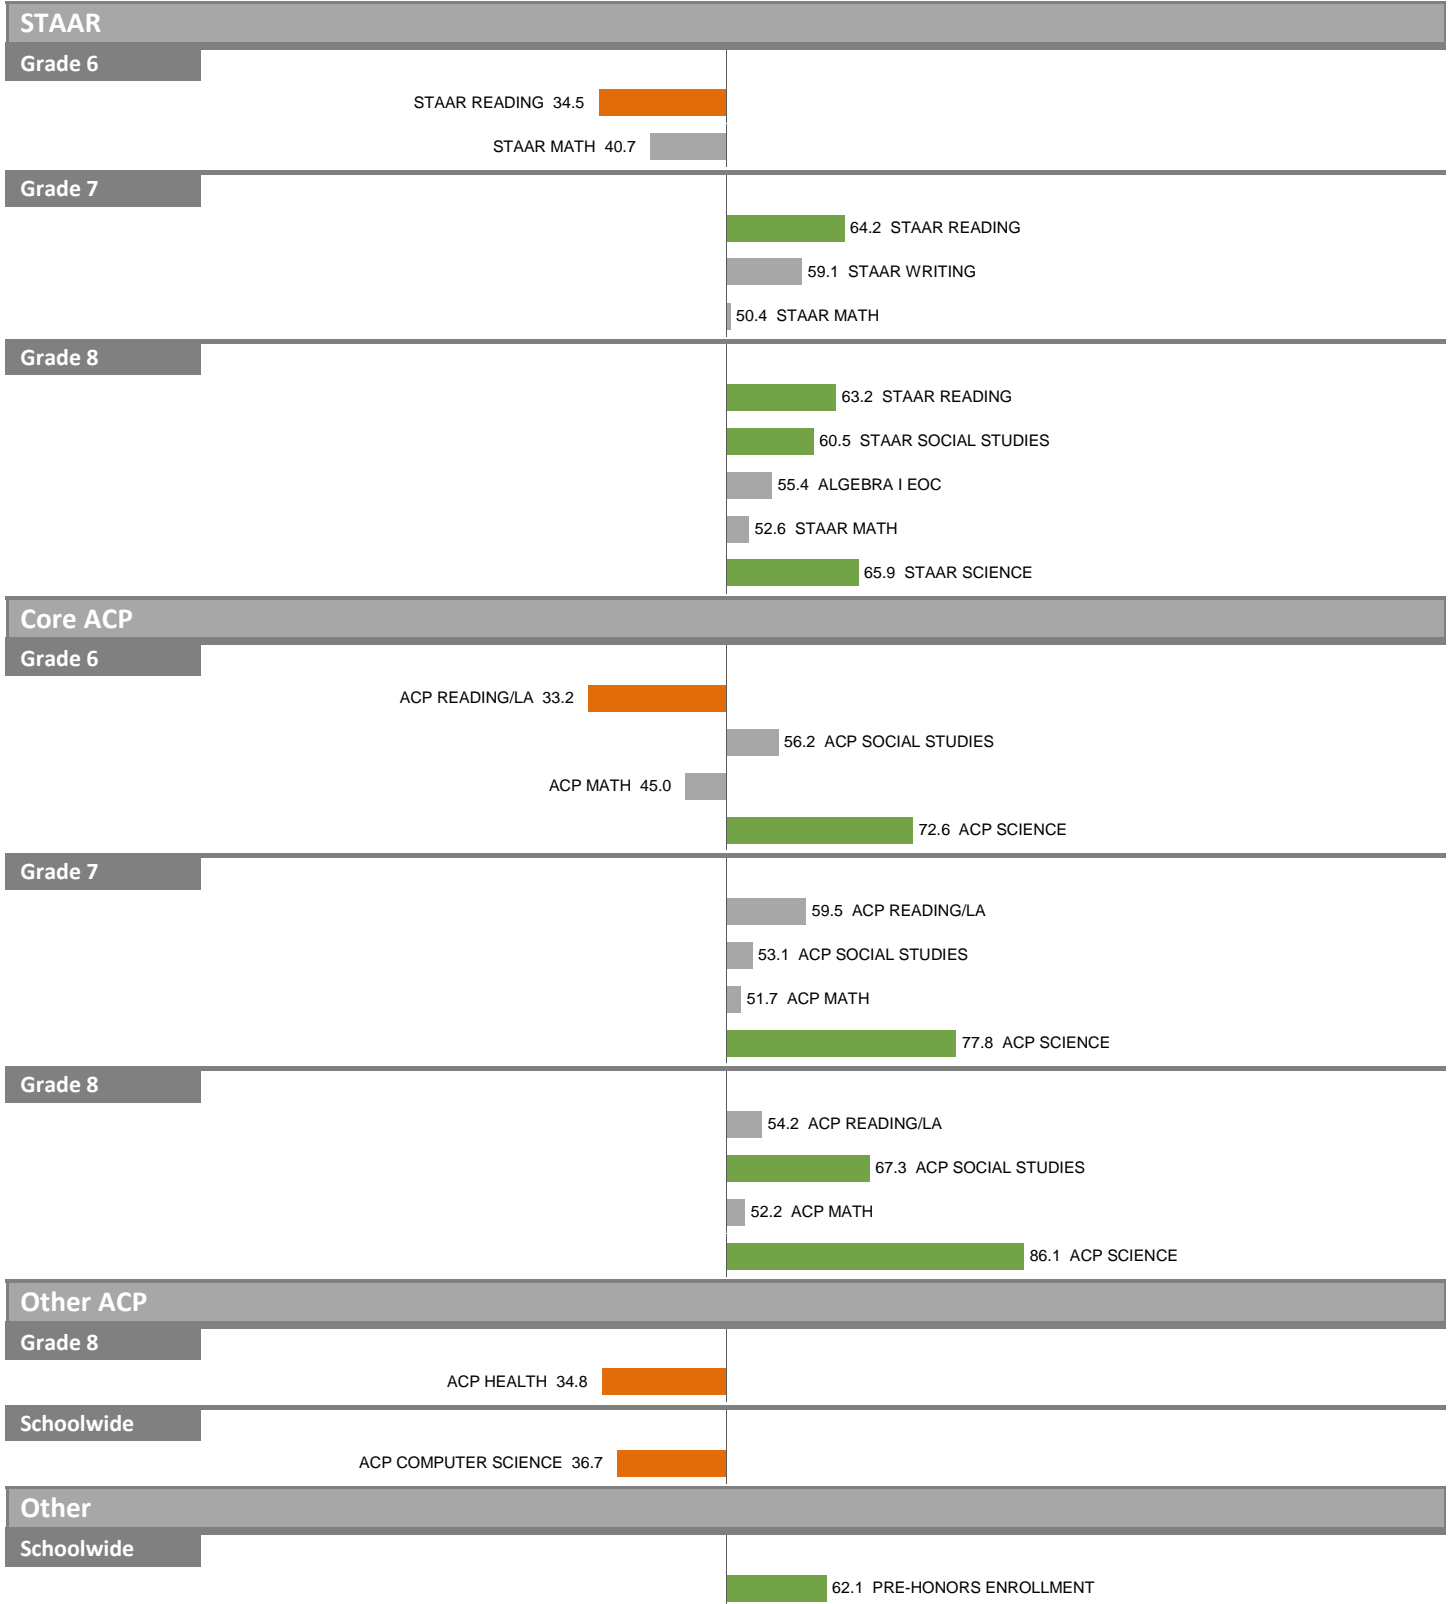 STAAR
Grade 6
STAAR READING 34.5
STAAR MATH 40.7
Grade 7
64.2 STAAR READING
59.1 STAAR WRITING
50.4 STAAR MATH
Grade 8
63.2 STAAR READING
60.5 STAAR SOCIAL STUDIES
55.4 ALGEBRA I EOC
52.6 STAAR MATH
65.9 STAAR SCIENCE
Core ACP
Grade 6
ACP READING/LA 33.2
56.2 ACP SOCIAL STUDIES
ACP MATH 45.0
72.6 ACP SCIENCE
Grade 7
59.5 ACP READING/LA
53.1 ACP SOCIAL STUDIES
51.7 ACP MATH
77.8 ACP SCIENCE
Grade 8
54.2 ACP READING/LA
67.3 ACP SOCIAL STUDIES
52.2 ACP MATH
86.1 ACP SCIENCE
Other ACP
Grade 8
ACP HEALTH 34.8
Schoolwide
ACP COMPUTER SCIENCE 36.7
Other
Schoolwide
62.1 PRE-HONORS ENROLLMENT